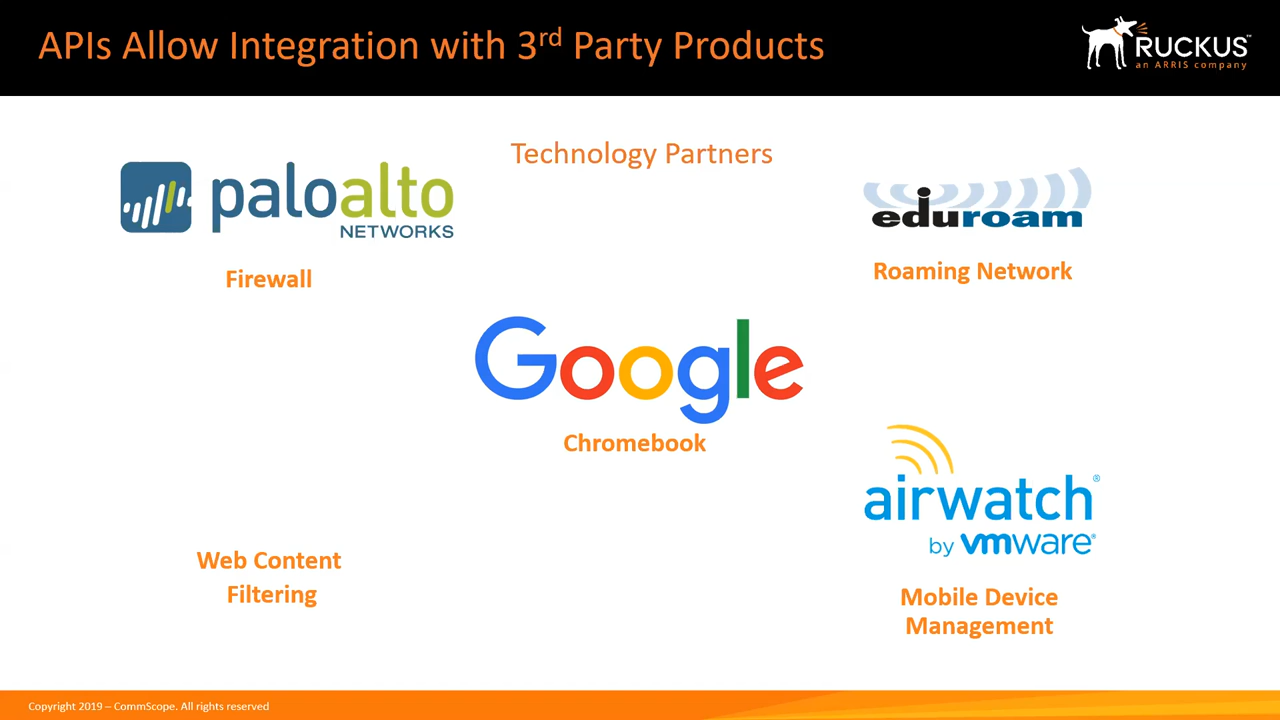 APIs Allow Integration with 3rd Party Products
RUCKUS™
an ARRIS company
Technology Partners
paloalto
NETWORKS
Firewall
eduroam
Roaming Network
Google
Chromebook
airwatch®
by vmware®
Web Content
Filtering
Mobile Device
Management
Copyright 2019 – CommScope. All rights reserved